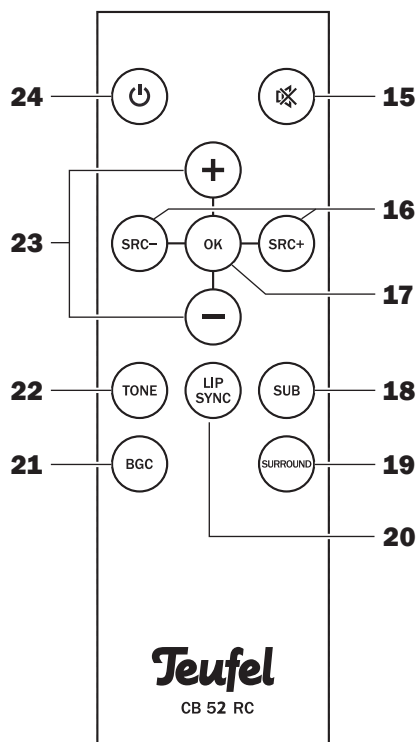 24 15
+
16
23 SRC− OK SRC+
17
−
22 TONE LIP SYNC SUB 18
21 BGC SURROUND 19
20
Teufel
CB 52 RC